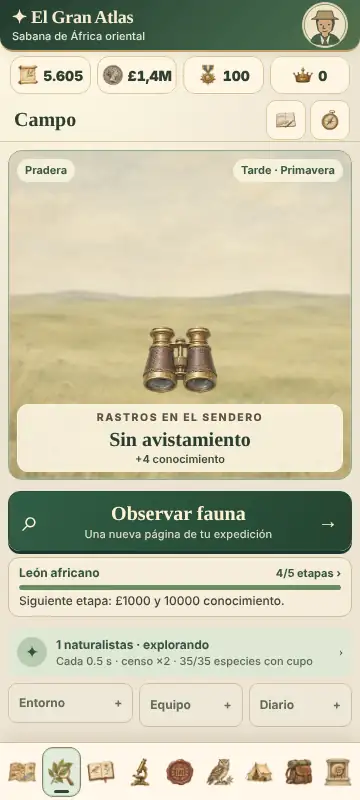 ✦ El Gran Atlas
Sabana de África oriental
5.605
£1,4M
100
0
Campo
Pradera
Tarde · Primavera
RASTROS EN EL SENDERO
Sin avistamiento
+4 conocimiento
Observar fauna
Una nueva página de tu expedición
→
León africano
4/5 etapas ›
Siguiente etapa: £1000 y 10000 conocimiento.
✦
1 naturalistas · explorando
Cada 0.5 s · censo ×2 · 35/35 especies con cupo
›
Entorno +
Equipo +
Diario +